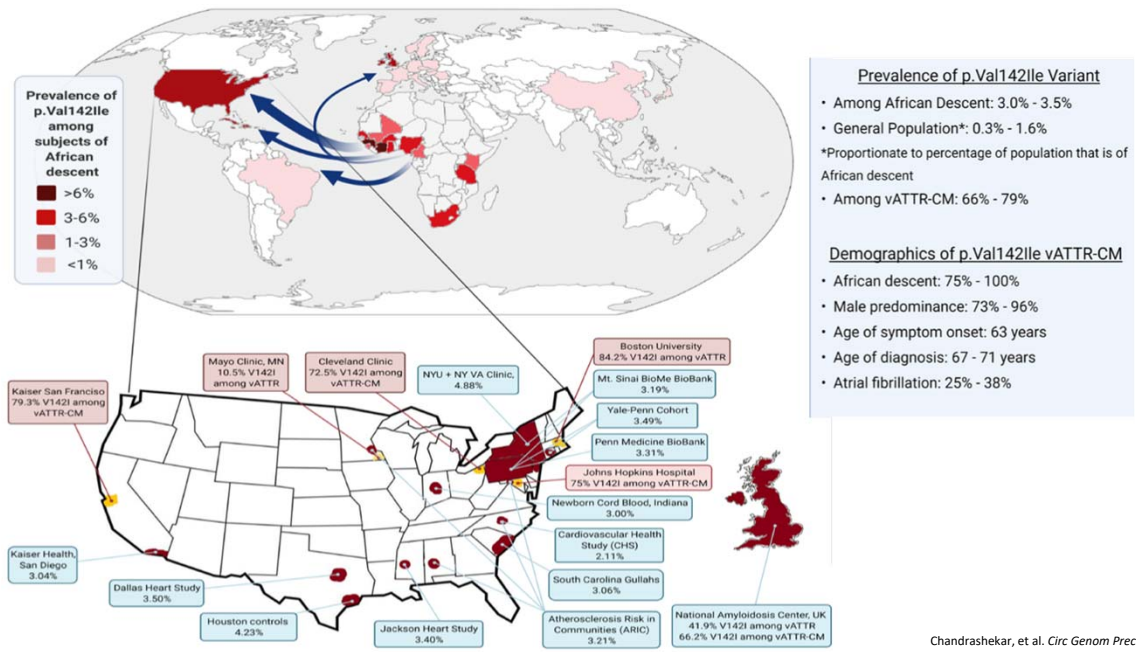 Prevalence of
p.Val142Ile
among
subjects of
African
descent
>6%
3-6%
1-3%
<1%
Prevalence of p.Val142Ile Variant
• Among African Descent: 3.0% - 3.5%
• General Population*: 0.3% - 1.6%
*Proportionate to percentage of population that is of
African descent
• Among vATTR-CM: 66% - 79%
Demographics of p.Val142Ile vATTR-CM
• African descent: 75% - 100%
• Male predominance: 73% - 96%
• Age of symptom onset: 63 years
• Age of diagnosis: 67 - 71 years
• Atrial fibrillation: 25% - 38%
Kaiser San Franciso
79.3% V142I among
vATTR-CM
Mayo Clinic, MN
10.5% V142I
among vATTR
Cleveland Clinic
72.5% V142I among
vATTR-CM
NYU + NY VA Clinic,
4.88%
Boston University
84.2% V142I among vATTR
Mt. Sinai BioMe BioBank
3.19%
Yale-Penn Cohort
3.49%
Penn Medicine BioBank
3.31%
Johns Hopkins Hospital
75% V142I among vATTR-CM
Newborn Cord Blood, Indiana
3.00%
Cardiovascular Health
Study (CHS)
2.11%
South Carolina Gullahs
3.06%
Atherosclerosis Risk in
Communities (ARIC)
3.21%
Kaiser Health,
San Diego
3.04%
Dallas Heart Study
3.50%
Houston controls
4.23%
Jackson Heart Study
3.40%
National Amyloidosis Center, UK
41.9% V142I among vATTR
66.2% V142I among vATTR-CM
Chandrashekar, et al. Circ Genom Prec